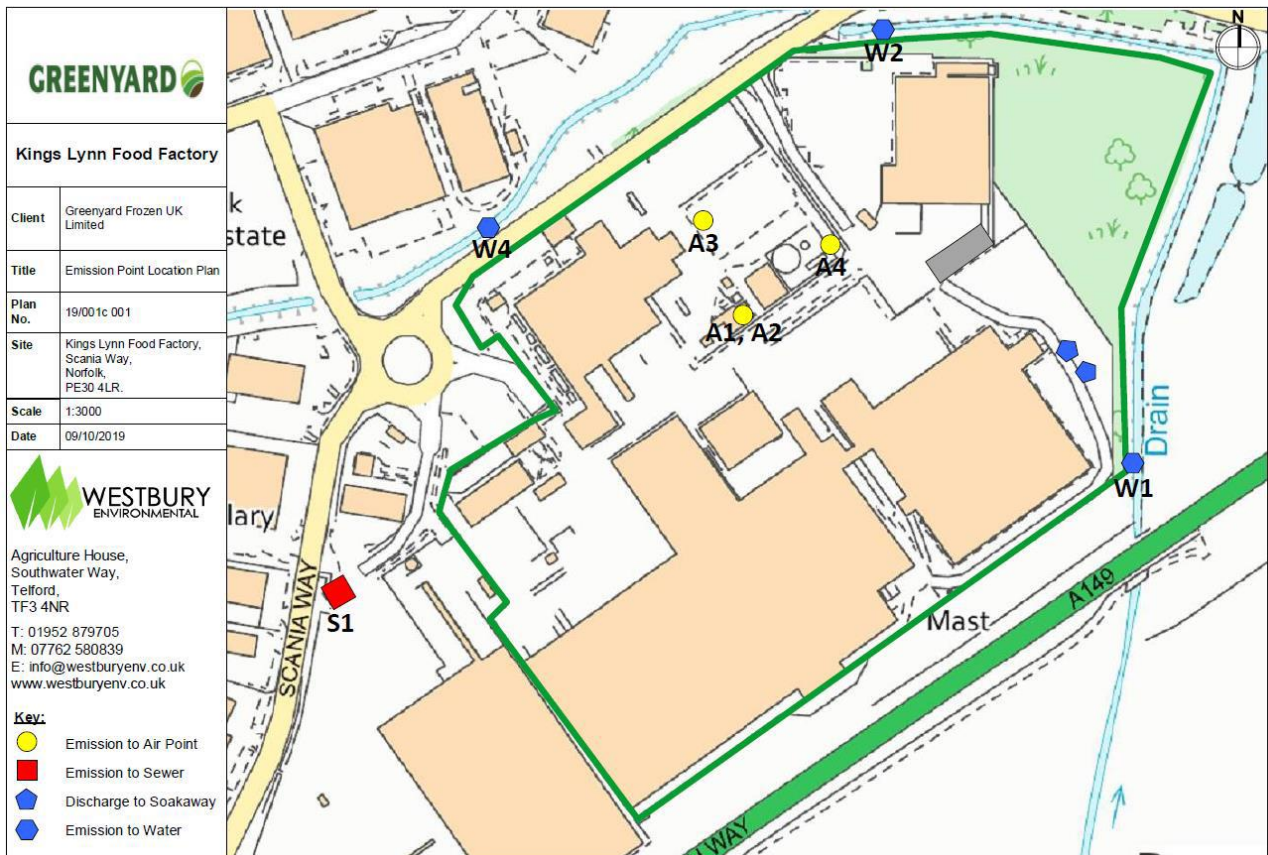 GREENYARD
Kings Lynn Food Factory
Client
Greenyard Frozen UK
Limited
Title
Emission Point Location Plan
Plan
No.
19/001c 001
Site
Kings Lynn Food Factory,
Scania Way,
Norfolk,
PE30 4LR.
Scale
1:3000
Date
09/10/2019
WESTBURY
ENVIRONMENTAL
Agriculture House,
Southwater Way,
Telford,
TF3 4NR
T: 01952 879705
M: 07762 580839
E: info@westburyenv.co.uk
www.westburyenv.co.uk
Key:
Emission to Air Point
Emission to Sewer
Discharge to Soakaway
Emission to Water
N
W2
k
state
W4
A3
A4
A1, A2
Drain
W1
lary
S1
SCANIA WAY
Mast
A149
WAY